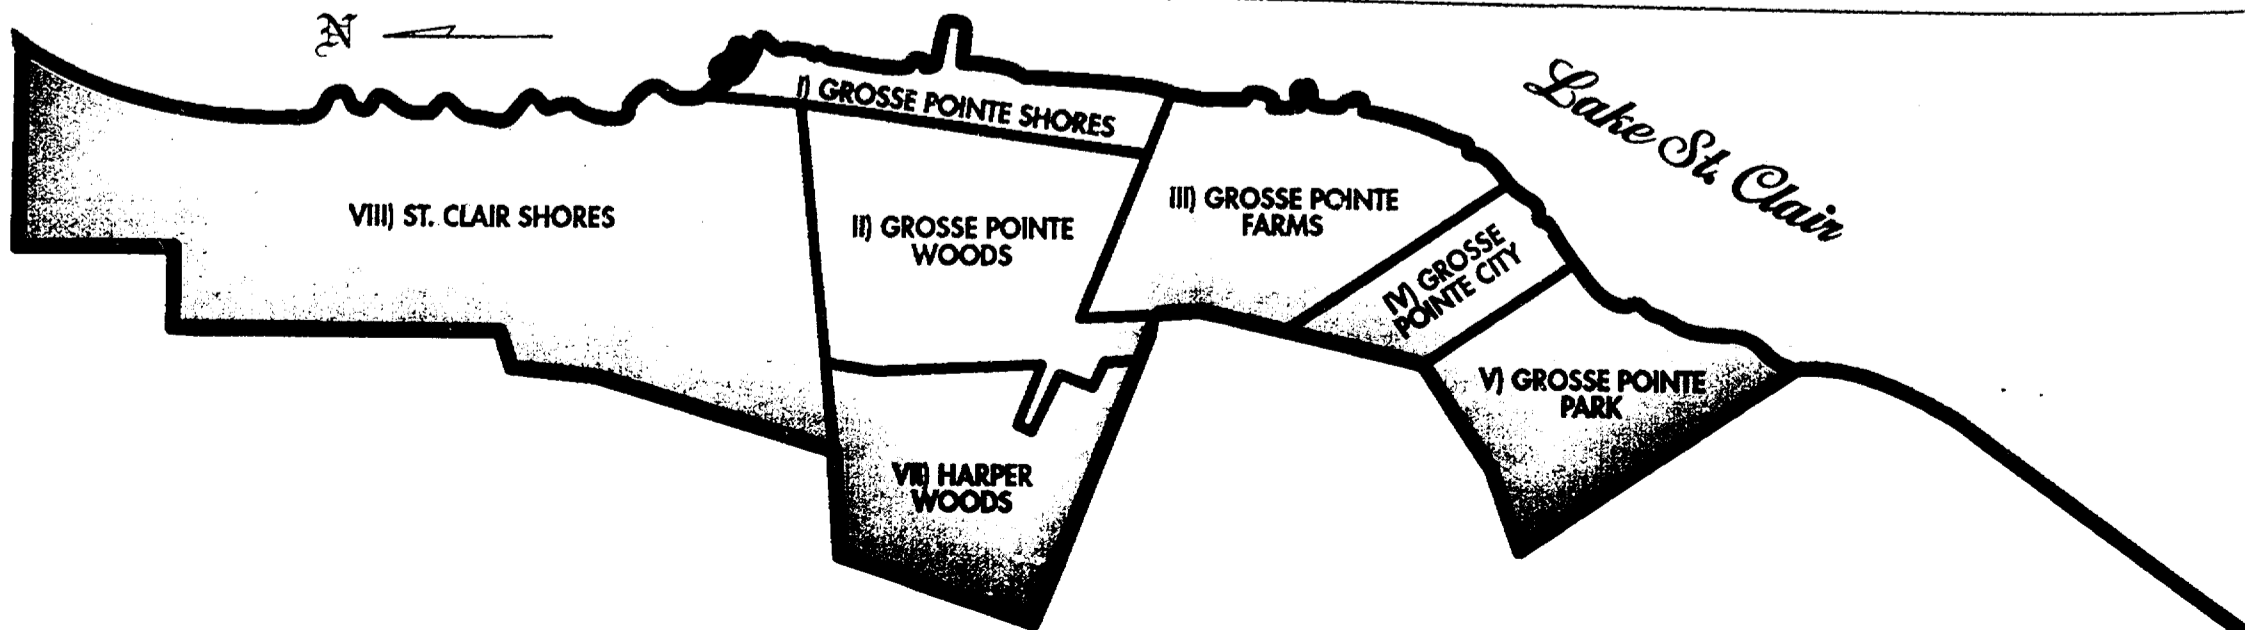 N
Lake St. Clair
I) GROSSE POINTE SHORES
VIII) ST. CLAIR SHORES
II) GROSSE POINTE
WOODS
III) GROSSE POINTE
FARMS
IV) GROSSE
POINTE CITY
V) GROSSE POINTE
PARK
VII) HARPER
WOODS